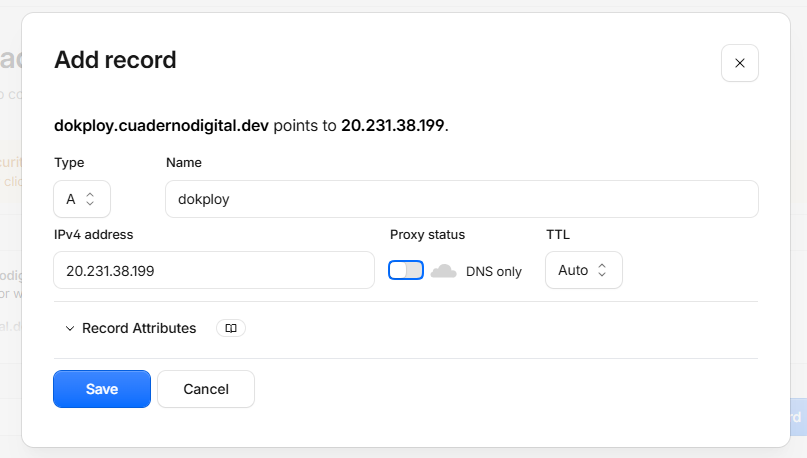 Add record
dokploy.cuadernodigital.dev points to 20.231.38.199.
Type Name
A dokploy
IPv4 address Proxy status TTL
20.231.38.199 DNS only Auto
Record Attributes
Save Cancel